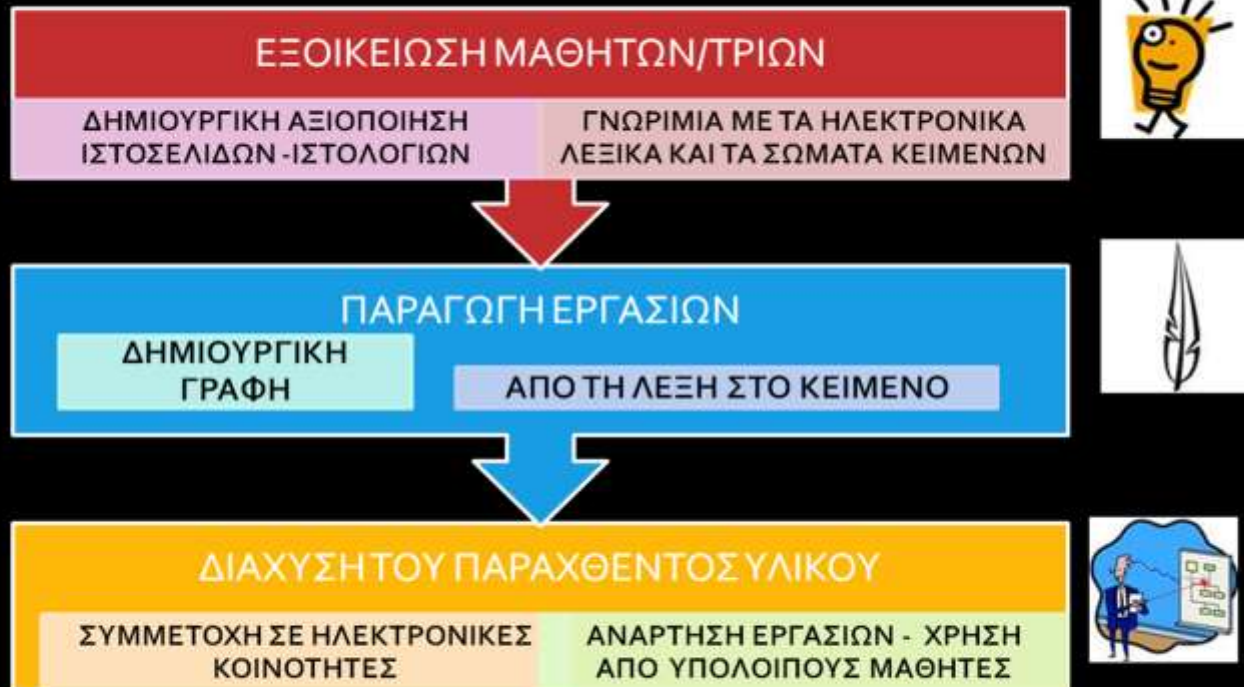 ΕΞΟΙΚΕΙΩΣΗ ΜΑΘΗΤΩΝ/ΤΡΙΩΝ
ΔΗΜΙΟΥΡΓΙΚΗ ΑΞΙΟΠΟΙΗΣΗ
ΙΣΤΟΣΕΛΙΔΩΝ -ΙΣΤΟΛΟΓΙΩΝ
ΓΝΩΡΙΜΙΑ ΜΕ ΤΑ ΗΛΕΚΤΡΟΝΙΚΑ
ΛΕΞΙΚΑ ΚΑΙ ΤΑ ΣΩΜΑΤΑ ΚΕΙΜΕΝΩΝ
ΠΑΡΑΓΩΓΗ ΕΡΓΑΣΙΩΝ
ΔΗΜΙΟΥΡΓΙΚΗ
ΓΡΑΦΗ
ΑΠΟ ΤΗ ΛΕΞΗ ΣΤΟ ΚΕΙΜΕΝΟ
ΔΙΑΧΥΣΗ ΤΟΥ ΠΑΡΑΧΘΕΝΤΟΣ ΥΛΙΚΟΥ
ΣΥΜΜΕΤΟΧΗ ΣΕ ΗΛΕΚΤΡΟΝΙΚΕΣ
ΚΟΙΝΟΤΗΤΕΣ
ΑΝΑΡΤΗΣΗ ΕΡΓΑΣΙΩΝ - ΧΡΗΣΗ
ΑΠΟ ΥΠΟΛΟΙΠΟΥΣ ΜΑΘΗΤΕΣ